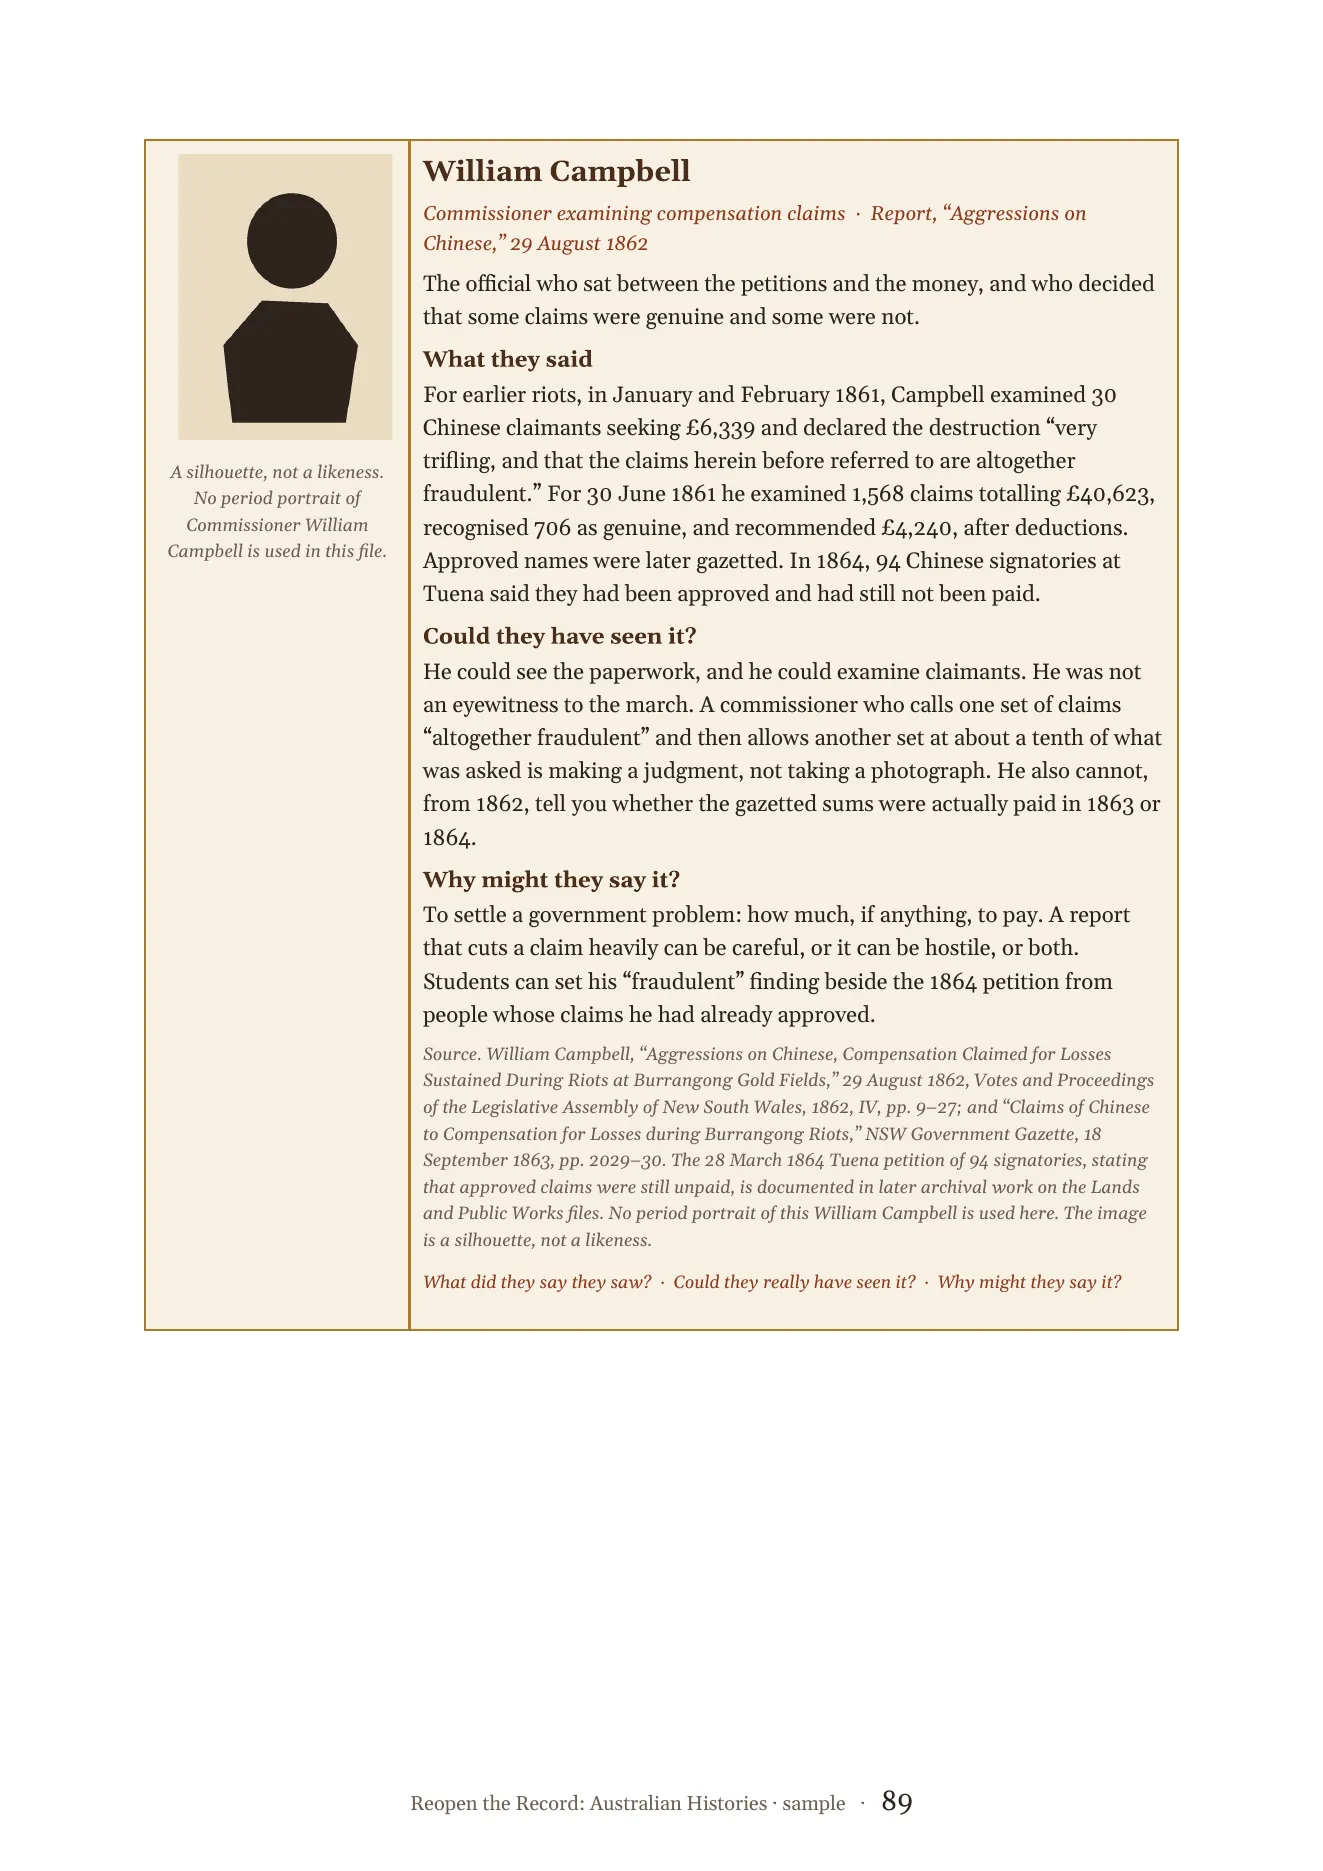 William Campbell
Commissioner examining compensation claims · Report, “Aggressions on
Chinese,” 29 August 1862
The official who sat between the petitions and the money, and who decided
that some claims were genuine and some were not.
What they said
For earlier riots, in January and February 1861, Campbell examined 30
Chinese claimants seeking £6,339 and declared the destruction “very
trifling, and that the claims herein before referred to are altogether
fraudulent.” For 30 June 1861 he examined 1,568 claims totalling £40,623,
recognised 706 as genuine, and recommended £4,240, after deductions.
Approved names were later gazetted. In 1864, 94 Chinese signatories at
Tuena said they had been approved and had still not been paid.
Could they have seen it?
He could see the paperwork, and he could examine claimants. He was not
an eyewitness to the march. A commissioner who calls one set of claims
“altogether fraudulent” and then allows another set at about a tenth of what
was asked is making a judgment, not taking a photograph. He also cannot,
from 1862, tell you whether the gazetted sums were actually paid in 1863 or
1864.
Why might they say it?
To settle a government problem: how much, if anything, to pay. A report
that cuts a claim heavily can be careful, or it can be hostile, or both.
Students can set his “fraudulent” finding beside the 1864 petition from
people whose claims he had already approved.
Source. William Campbell, “Aggressions on Chinese, Compensation Claimed for Losses
Sustained During Riots at Burrangong Gold Fields,” 29 August 1862, Votes and Proceedings
of the Legislative Assembly of New South Wales, 1862, IV, pp. 9–27; and “Claims of Chinese
to Compensation for Losses during Burrangong Riots,” NSW Government Gazette, 18
September 1863, pp. 2029–30. The 28 March 1864 Tuena petition of 94 signatories, stating
that approved claims were still unpaid, is documented in later archival work on the Lands
and Public Works files. No period portrait of this William Campbell is used here. The image
is a silhouette, not a likeness.
What did they say they saw? · Could they really have seen it? · Why might they say it?
A silhouette, not a likeness.
No period portrait of
Commissioner William
Campbell is used in this file.
Reopen the Record: Australian Histories · sample · 89